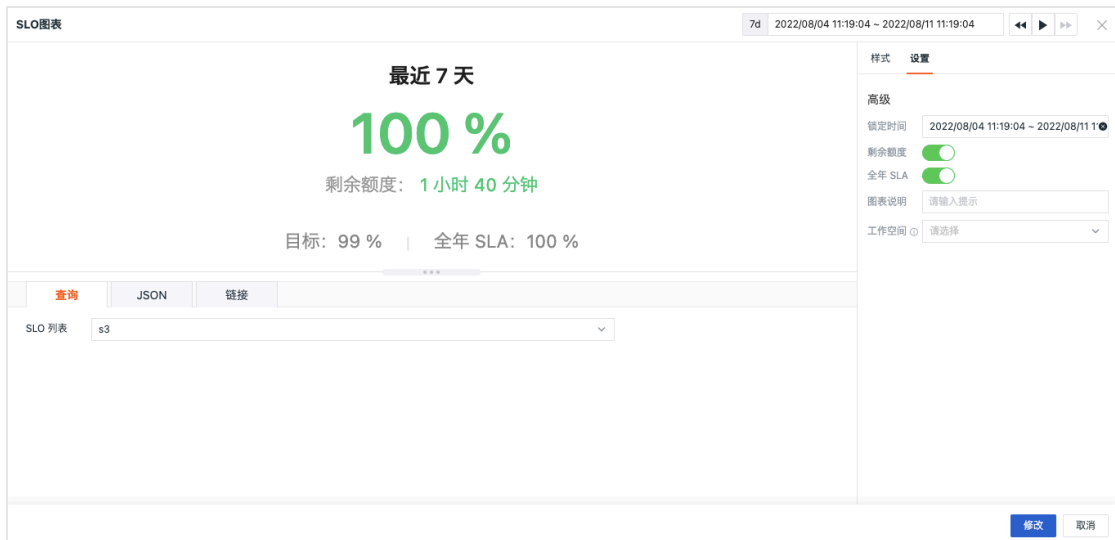 SLO图表
7d 2022/08/04 11:19:04 ~ 2022/08/11 11:19:04
最近 7 天
100 %
剩余额度： 1 小时 40 分钟
目标：99 % | 全年 SLA：100 %
查询 JSON 链接
SLO 列表 s3
样式 设置
高级
锁定时间 2022/08/04 11:19:04 ~ 2022/08/11 1
剩余额度
全年 SLA
图表说明 请输入提示
工作空间 请选择
修改 取消